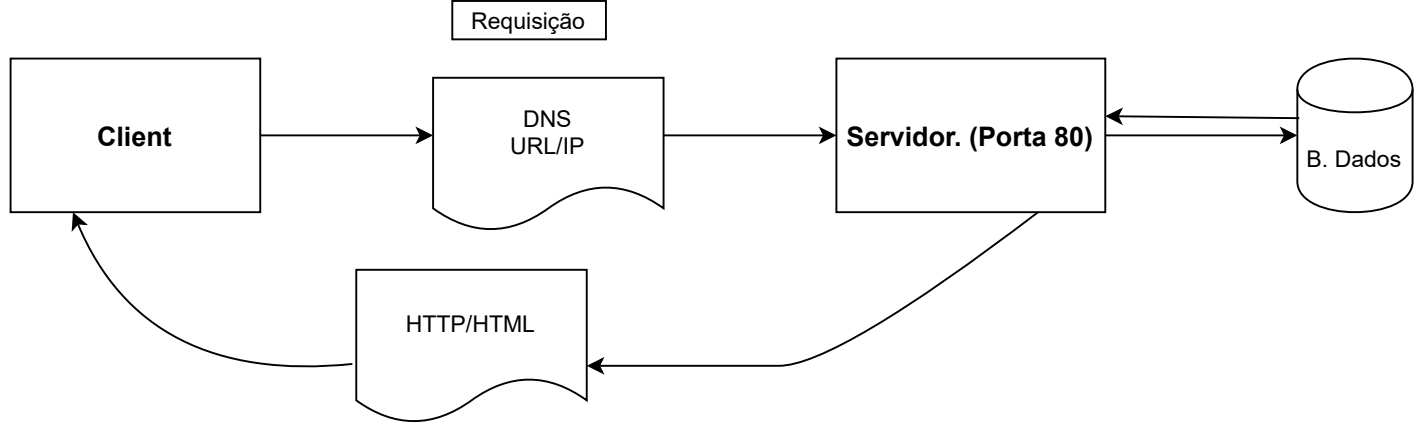 Requisição
Client
DNS
URL/IP
Servidor. (Porta 80)
B. Dados
HTTP/HTML